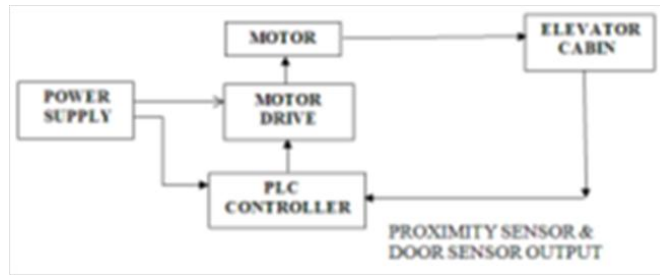 MOTOR
ELEVATOR
CABIN
POWER
SUPPLY
MOTOR
DRIVE
PLC
CONTROLLER
PROXIMITY SENSOR &
DOOR SENSOR OUTPUT